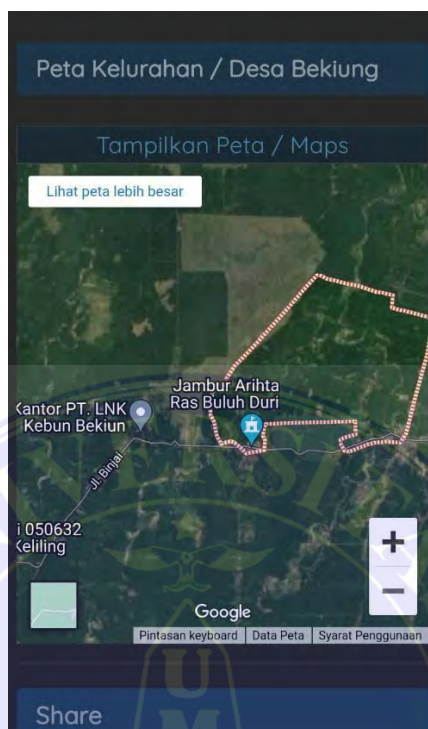 Peta Kelurahan / Desa Bekiung
Tampilkan Peta / Maps
Lihat peta lebih besar
Jambur Arihta
Ras Buluh Duri
Kantor PT. LNK
Kebun Bekiun
Jl. Binjai
i 050632
Keliling
+
−
Google
Pintasan keyboard
Data Peta
Syarat Penggunaan
Share